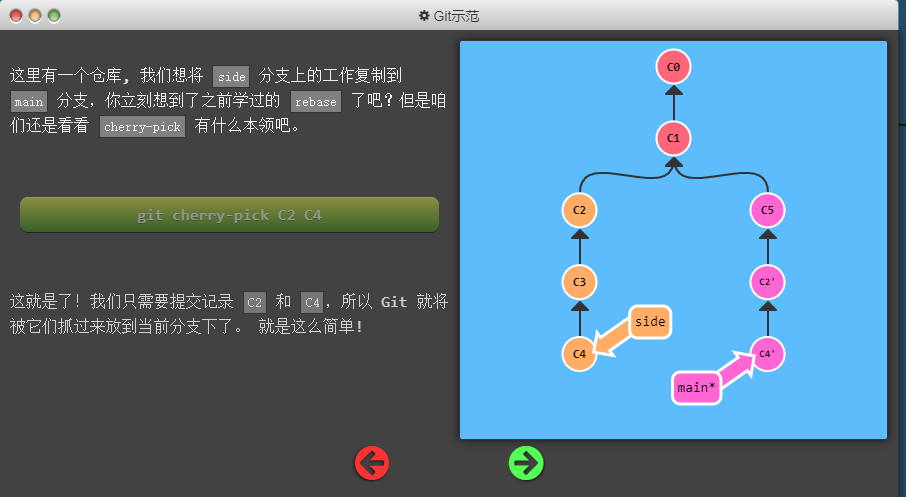 Git示范
这里有一个仓库, 我们想将 side 分支上的工作复制到
main 分支，你立刻想到了之前学过的 rebase 了吧？但是咱
们还是看看 cherry-pick 有什么本领吧。
git cherry-pick C2 C4
这就是了！我们只需要提交记录 C2 和 C4，所以 Git 就将
被它们抓过来放到当前分支下了。 就是这么简单!
C0
C1
C2
C5
C3
C2'
side
C4
C4'
main*